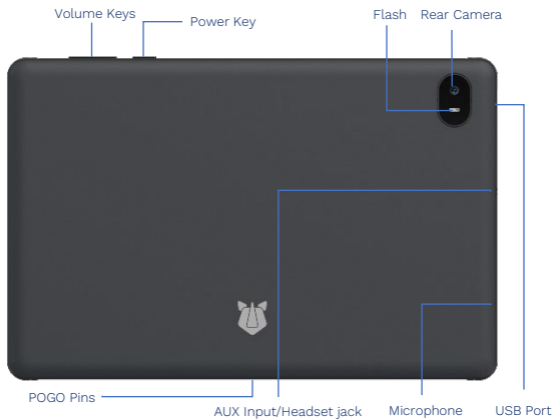 Volume Keys
Power Key
Flash
Rear Camera
POGO Pins
AUX Input/Headset jack
Microphone
USB Port